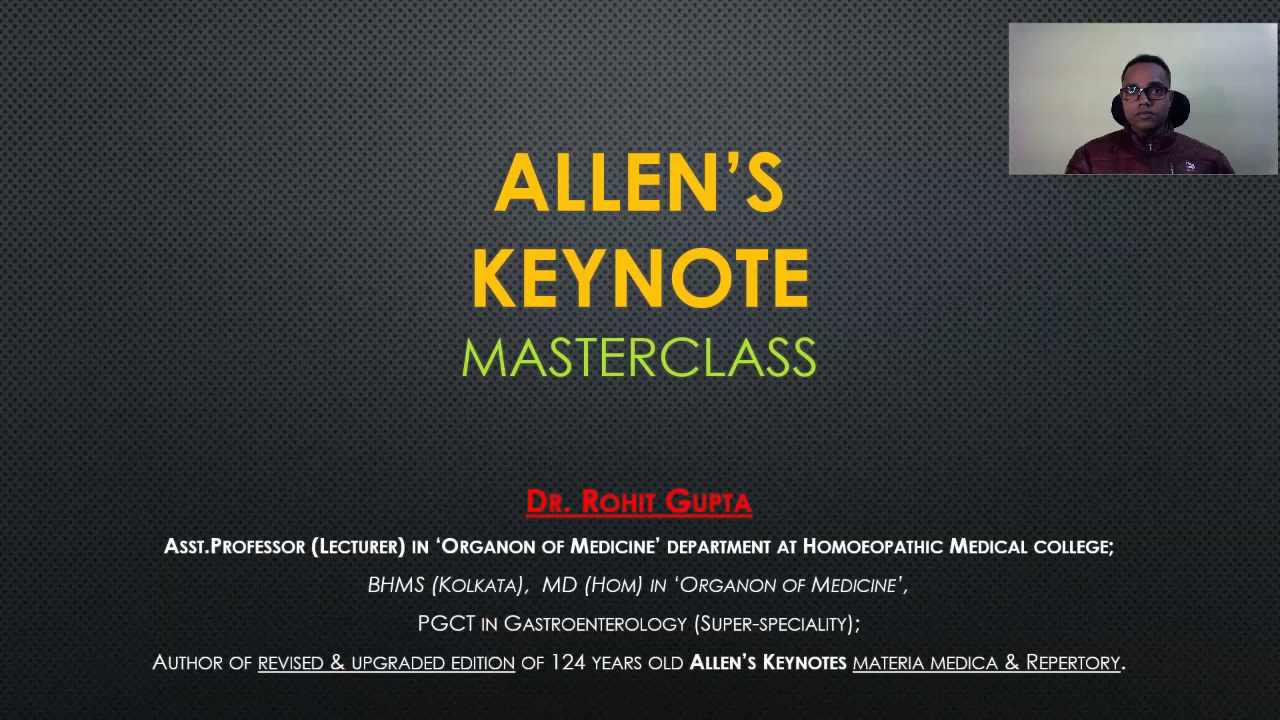 ALLEN'S
KEYNOTE
MASTERCLASS
DR. ROHIT GUPTA
ASST.PROFESSOR (LECTURER) IN ‘ORGANON OF MEDICINE’ DEPARTMENT AT HOMOEOPATHIC MEDICAL COLLEGE;
BHMS (KOLKATA), MD (HOM) IN ‘ORGANON OF MEDICINE’,
PGCT IN GASTROENTEROLOGY (SUPER-SPECIALITY);
AUTHOR OF REVISED & UPGRADED EDITION OF 124 YEARS OLD ALLEN’S KEYNOTES MATERIA MEDICA & REPERTORY.